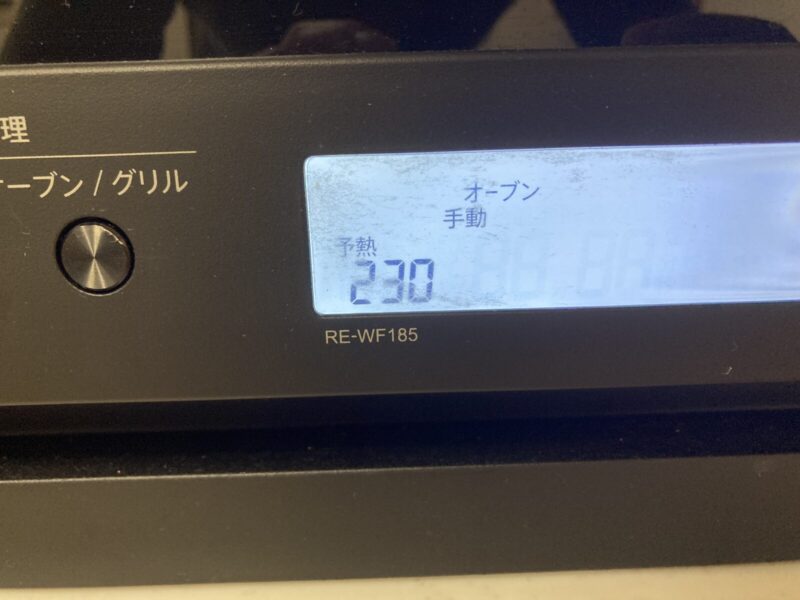 理
オーブン / グリル
オーブン
手動
予熱
230
RE-WF185